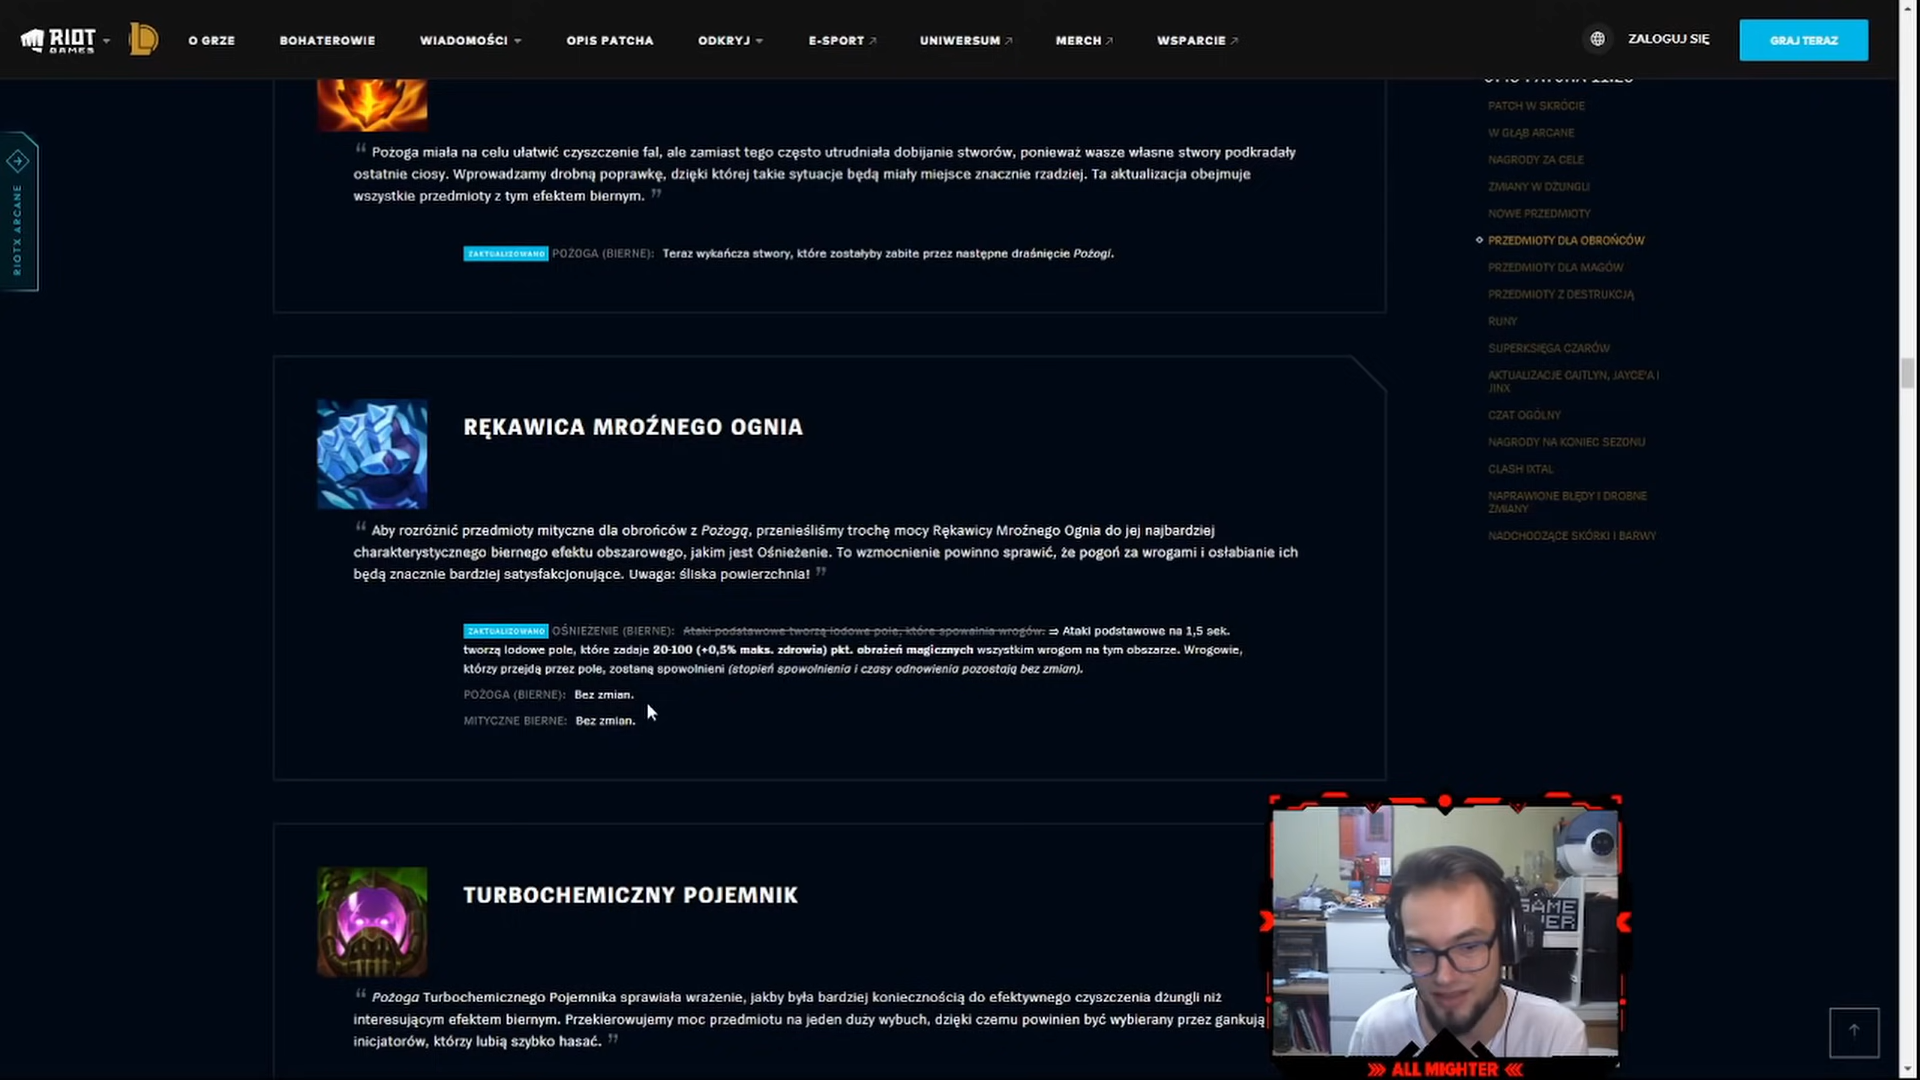 RIOT GAMES
O GRZE
BOHATEROWIE
WIADOMOŚCI
OPIS PATCHA
ODKRYJ
E-SPORT
UNIWERSUM
MERCH
WSPARCIE
ZALOGUJ SIĘ
GRAJ TERAZ
RIOTX ARCANE
“ Pożoga miała na celu ułatwić czyszczenie fal, ale zamiast tego często utrudniała dobijanie stworów, ponieważ wasze własne stwory podkradały
ostatnie ciosy. Wprowadzamy drobną poprawkę, dzięki której takie sytuacje będą miały miejsce znacznie rzadziej. Ta aktualizacja obejmuje
wszystkie przedmioty z tym efektem biernym. ”
ZAKTUALIZOWANO POŻOGA (BIERNE): Teraz wykańcza stwory, które zostałyby zabite przez następne draśnięcie Pożogi.
RĘKAWICA MROŹNEGO OGNIA
“ Aby rozróżnić przedmioty mityczne dla obrońców z Pożogą, przenieśliśmy trochę mocy Rękawicy Mroźnego Ognia do jej najbardziej
charakterystycznego biernego efektu obszarowego, jakim jest Ośnieżenie. To wzmocnienie powinno sprawić, że pogoń za wrogami i osłabianie ich
będą znacznie bardziej satysfakcjonujące. Uwaga: śliska powierzchnia! ”
ZAKTUALIZOWANO OŚNIEŻENIE (BIERNE): Ataki podstawowe tworzą lodowe pole, które spowalnia wrogów. ⇒ Ataki podstawowe na 1,5 sek.
tworzą lodowe pole, które zadaje 20-100 (+0,5% maks. zdrowia) pkt. obrażeń magicznych wszystkim wrogom na tym obszarze. Wrogowie,
którzy przejdą przez pole, zostaną spowolnieni (stopień spowolnienia i czasy odnowienia pozostają bez zmian).
POŻOGA (BIERNE): Bez zmian.
MITYCZNE BIERNE: Bez zmian.
TURBOCHEMICZNY POJEMNIK
“ Pożoga Turbochemicznego Pojemnika sprawiała wrażenie, jakby była bardziej koniecznością do efektywnego czyszczenia dżungli niż
interesującym efektem biernym. Przekierowujemy moc przedmiotu na jeden duży wybuch, dzięki czemu powinien być wybierany przez gankują
inicjatorów, którzy lubią szybko hasać. ”
PATCH W SKRÓCIE
W GŁĄB ARCANE
NAGRODY ZA CELE
ZMIANY W DŻUNGLI
NOWE PRZEDMIOTY
PRZEDMIOTY DLA OBROŃCÓW
PRZEDMIOTY DLA MAGÓW
PRZEDMIOTY Z DESTRUKCJĄ
RUNY
SUPERKSIĘGA CZARÓW
AKTUALIZACJE CAITLYN, JAYCE'A I
JINX
CZAT OGÓLNY
NAGRODY NA KONIEC SEZONU
CLASH IXTAL
NAPRAWIONE BŁĘDY I DROBNE
ZMIANY
NADCHODZĄCE SKÓRKI I BARWY
GAME
ALL MIGHTER